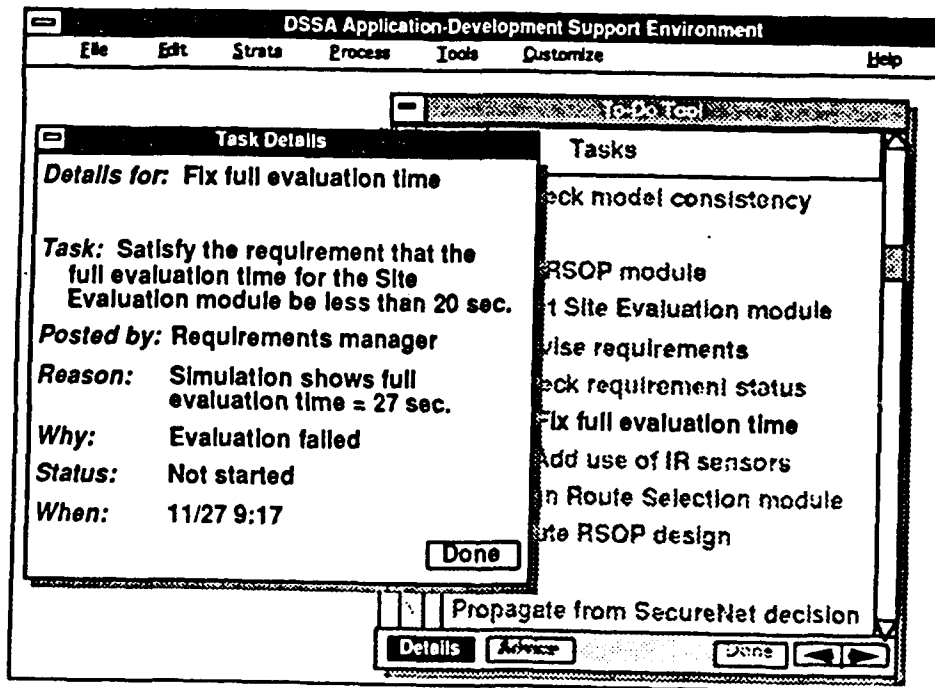 DSSA Application-Development Support Environment
File Edit Strata Process Tools Customize Help
To-Do Tool
Task Details
Tasks
Details for: Fix full evaluation time
eck model consistency
Task: Satisfy the requirement that the
full evaluation time for the Site
Evaluation module be less than 20 sec.
RSOP module
t Site Evaluation module
Posted by: Requirements manager
vise requirements
Reason: Simulation shows full
evaluation time = 27 sec.
eck requirement status
Fix full evaluation time
Why: Evaluation failed
Add use of IR sensors
Status: Not started
n Route Selection module
When: 11/27 9:17
ute RSOP design
Done
Propagate from SecureNet decision
Details Advice Done